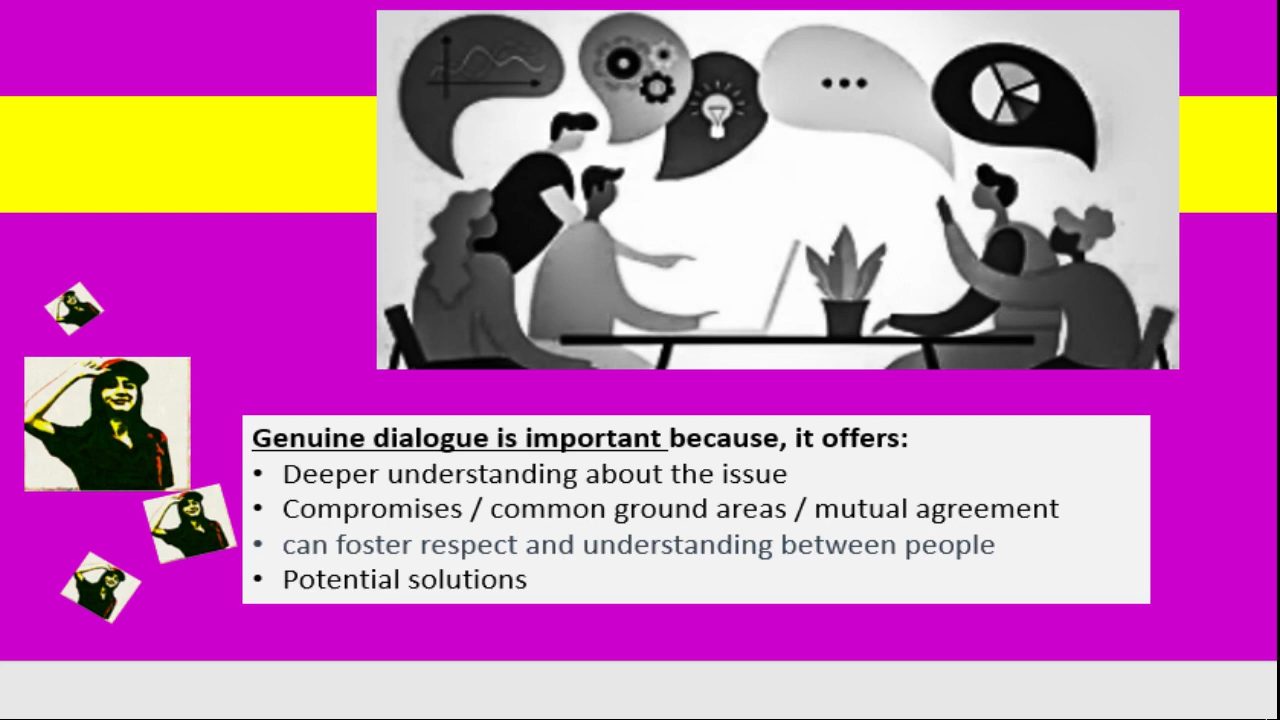 Genuine dialogue is important because, it offers:
• Deeper understanding about the issue
• Compromises / common ground areas / mutual agreement
• can foster respect and understanding between people
• Potential solutions